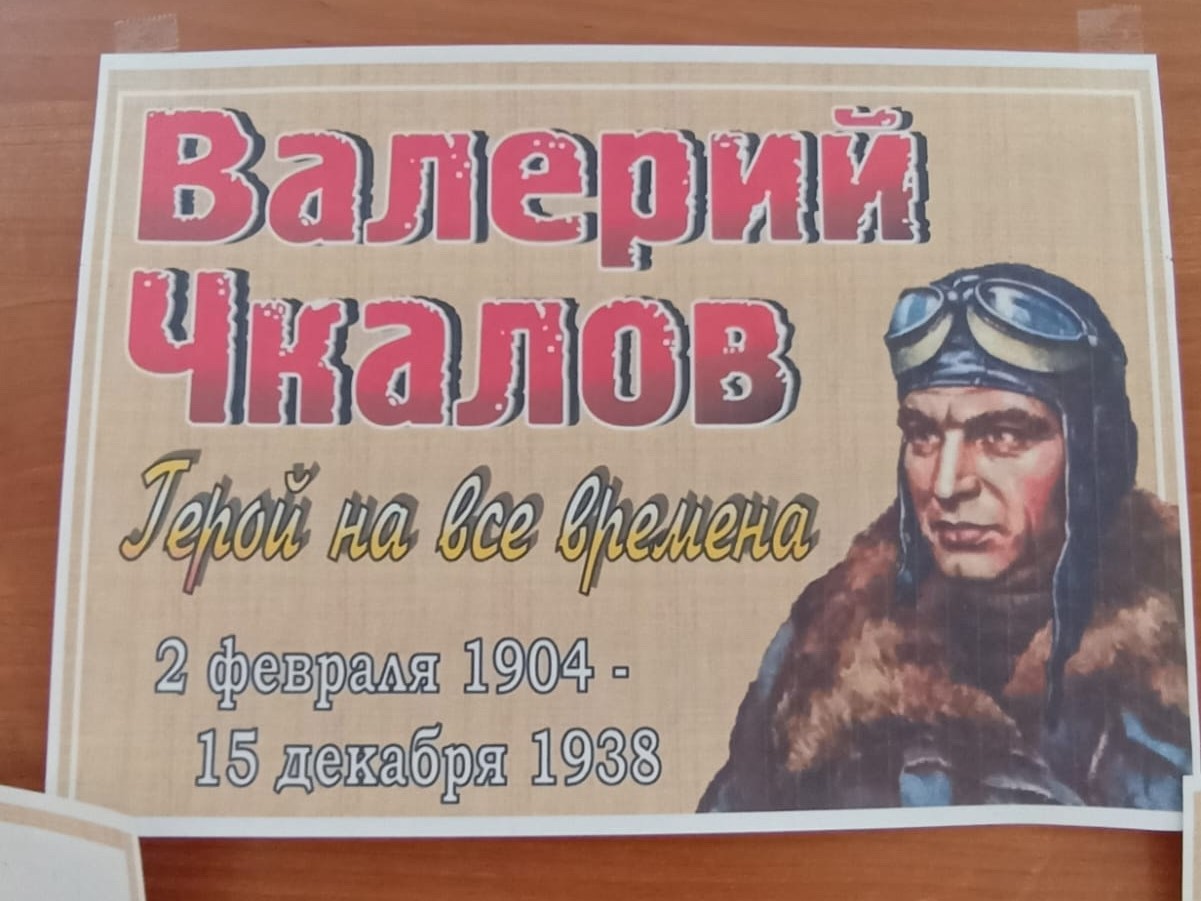 Валерий
Чкалов
Герой на все времена
2 февраля 1904 -
15 декабря 1938